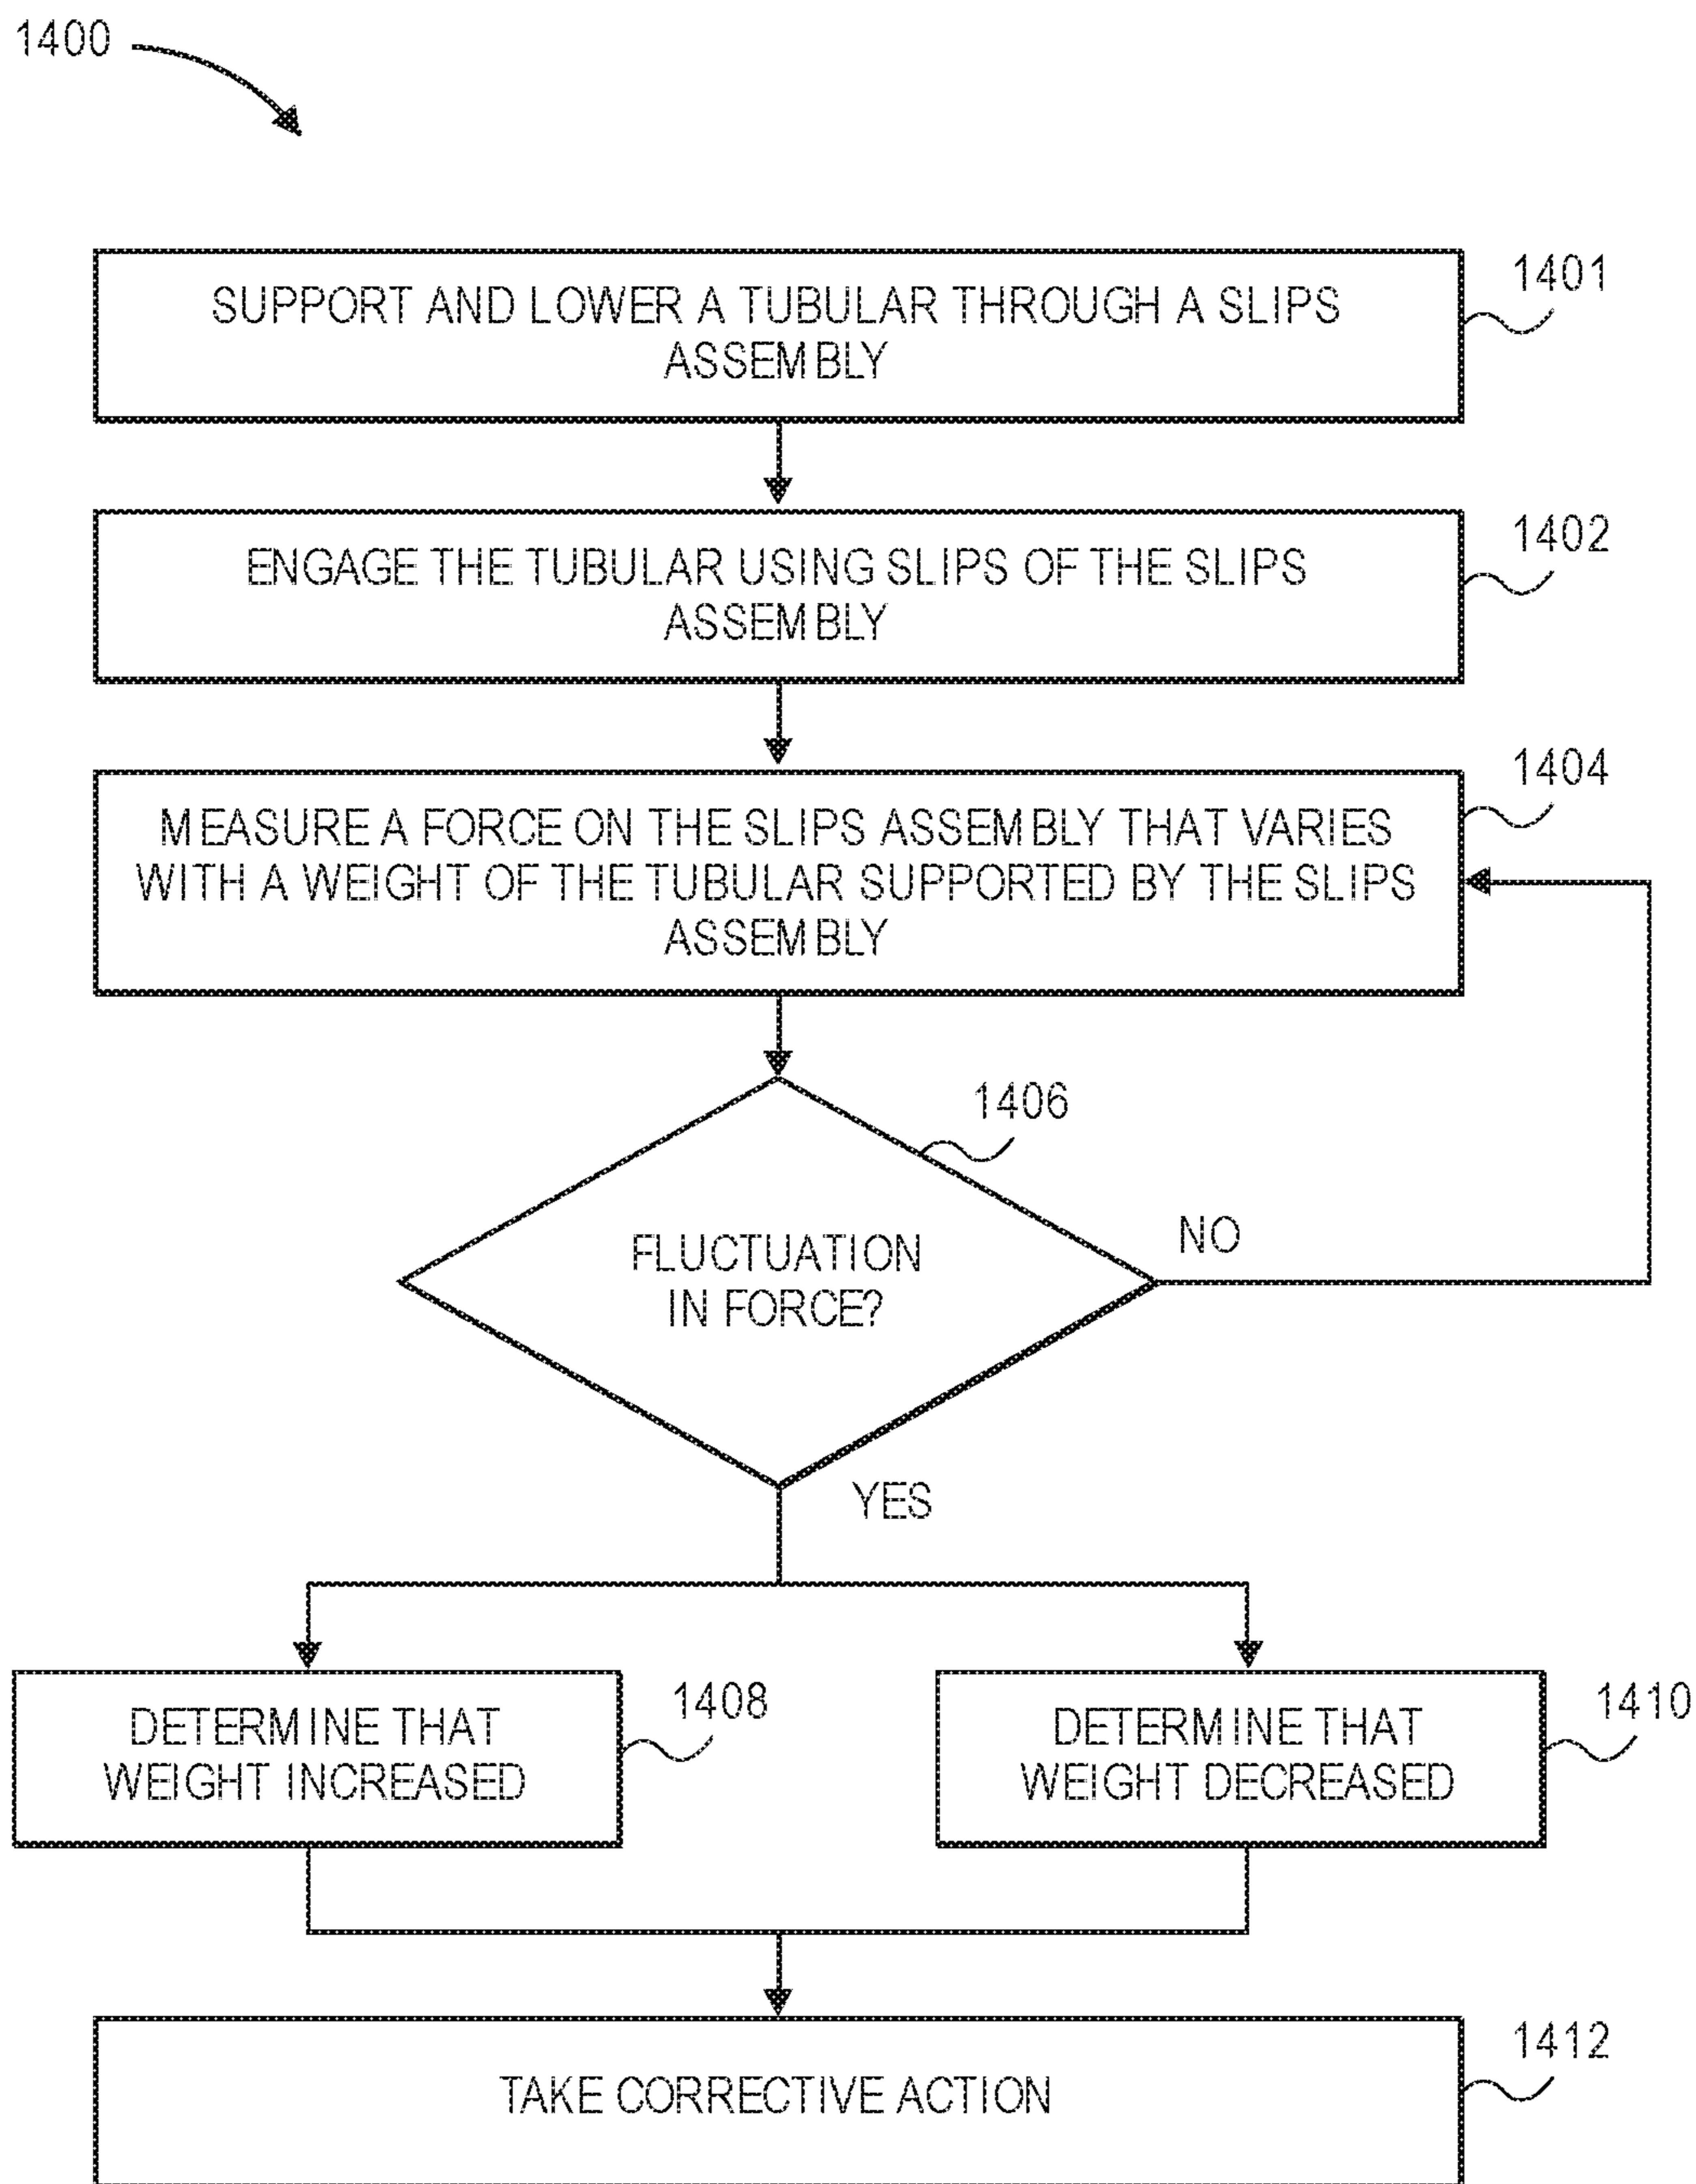 1400
SUPPORT AND LOWER A TUBULAR THROUGH A SLIPS
ASSEMBLY
1401
ENGAGE THE TUBULAR USING SLIPS OF THE SLIPS
ASSEMBLY
1402
MEASURE A FORCE ON THE SLIPS ASSEMBLY THAT VARIES
WITH A WEIGHT OF THE TUBULAR SUPPORTED BY THE SLIPS
ASSEMBLY
1404
FLUCTUATION
IN FORCE?
1406
NO
YES
DETERMINE THAT
WEIGHT INCREASED
1408
DETERMINE THAT
WEIGHT DECREASED
1410
TAKE CORRECTIVE ACTION
1412